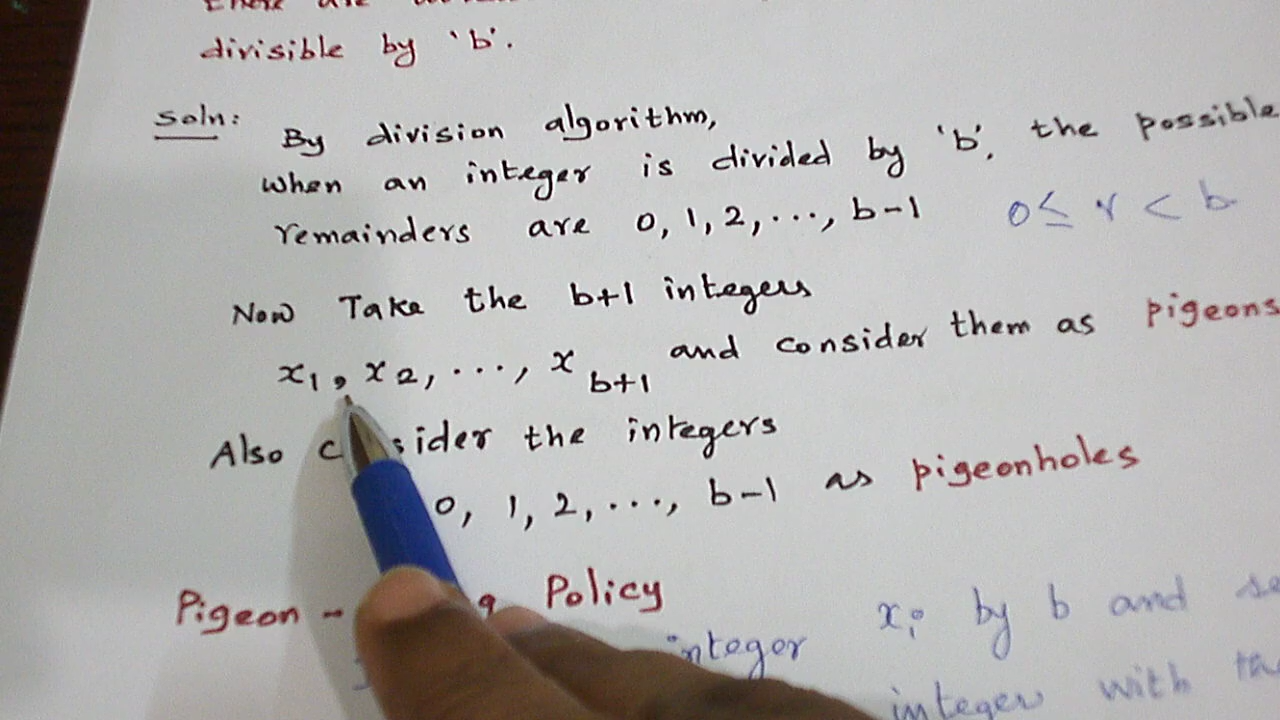 there are
divisible by 'b'.
Soln: By division algorithm,
when an integer is divided by 'b', the possible
remainders are 0, 1, 2, ..., b-1 0 ≤ r < b
Now Take the b+1 integers
x₁, x₂, ..., x b+1 and consider them as pigeons
Also consider the integers
0, 1, 2, ..., b-1 as pigeonholes
Pigeon - Policy
integer xᵢ by b and
integer with